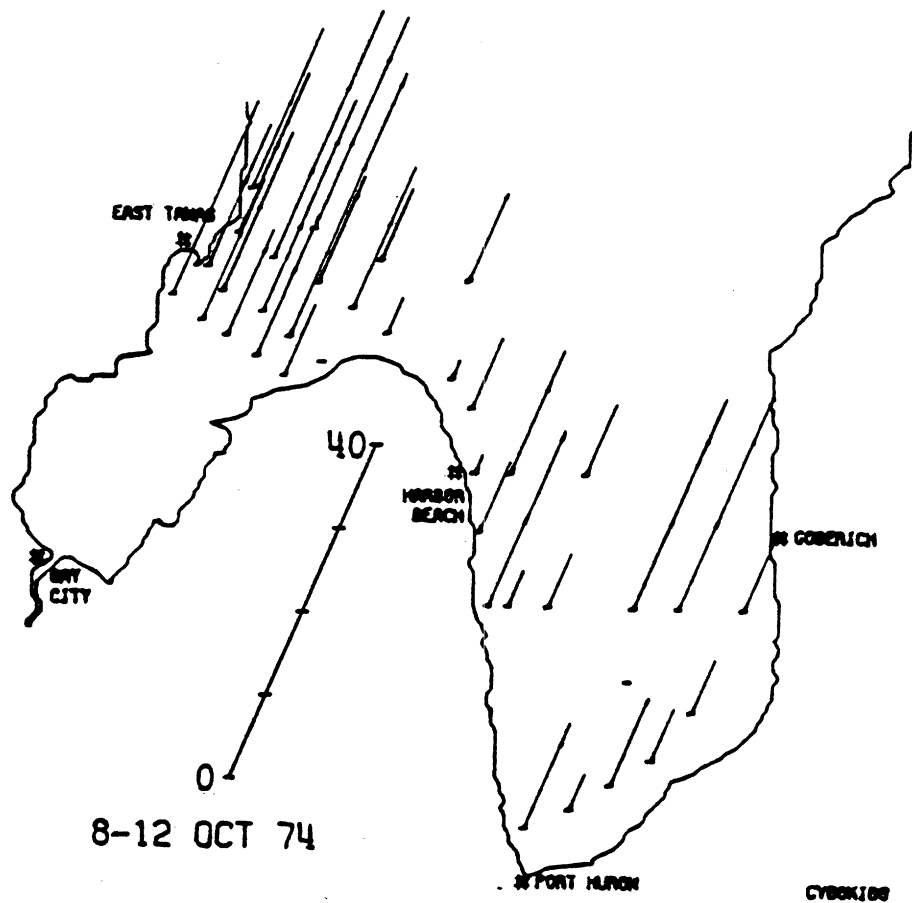 EAST TAWAS
40
HARBOR
BEACH
GODERICH
BAY
CITY
0
8-12 OCT 74
PORT HURON